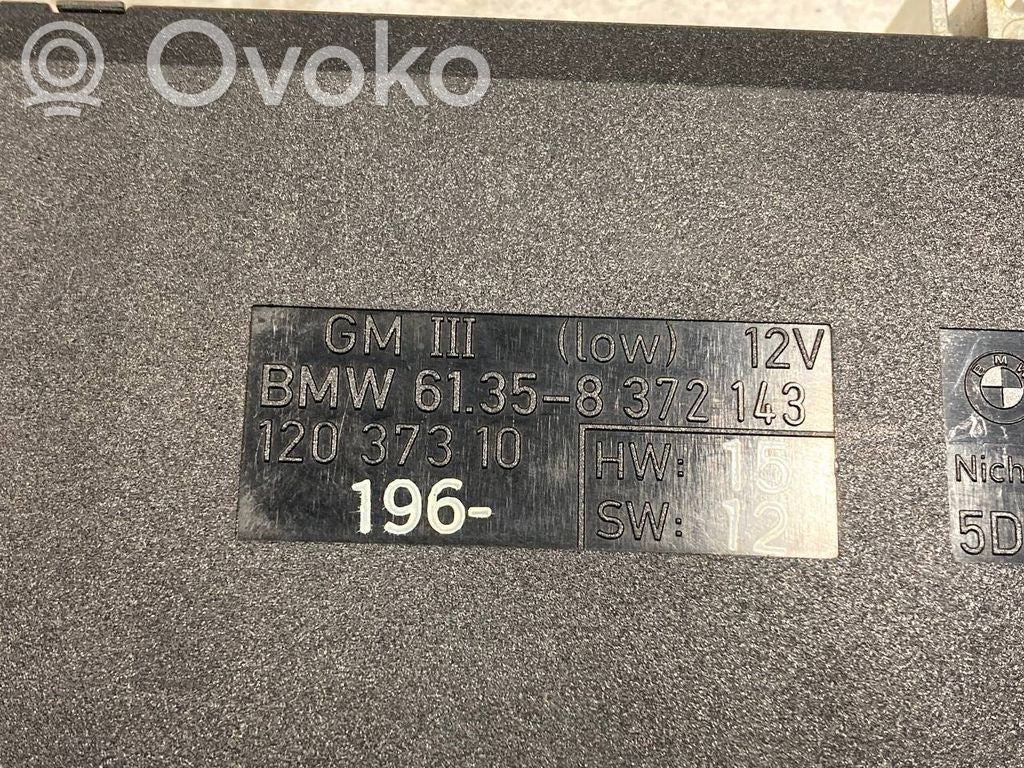 Ovoko
GM III (low) 12V
BMW 61.35-8 372 143
120 373 10
HW: 15
196-
SW: 12
BMW
Nich
5D